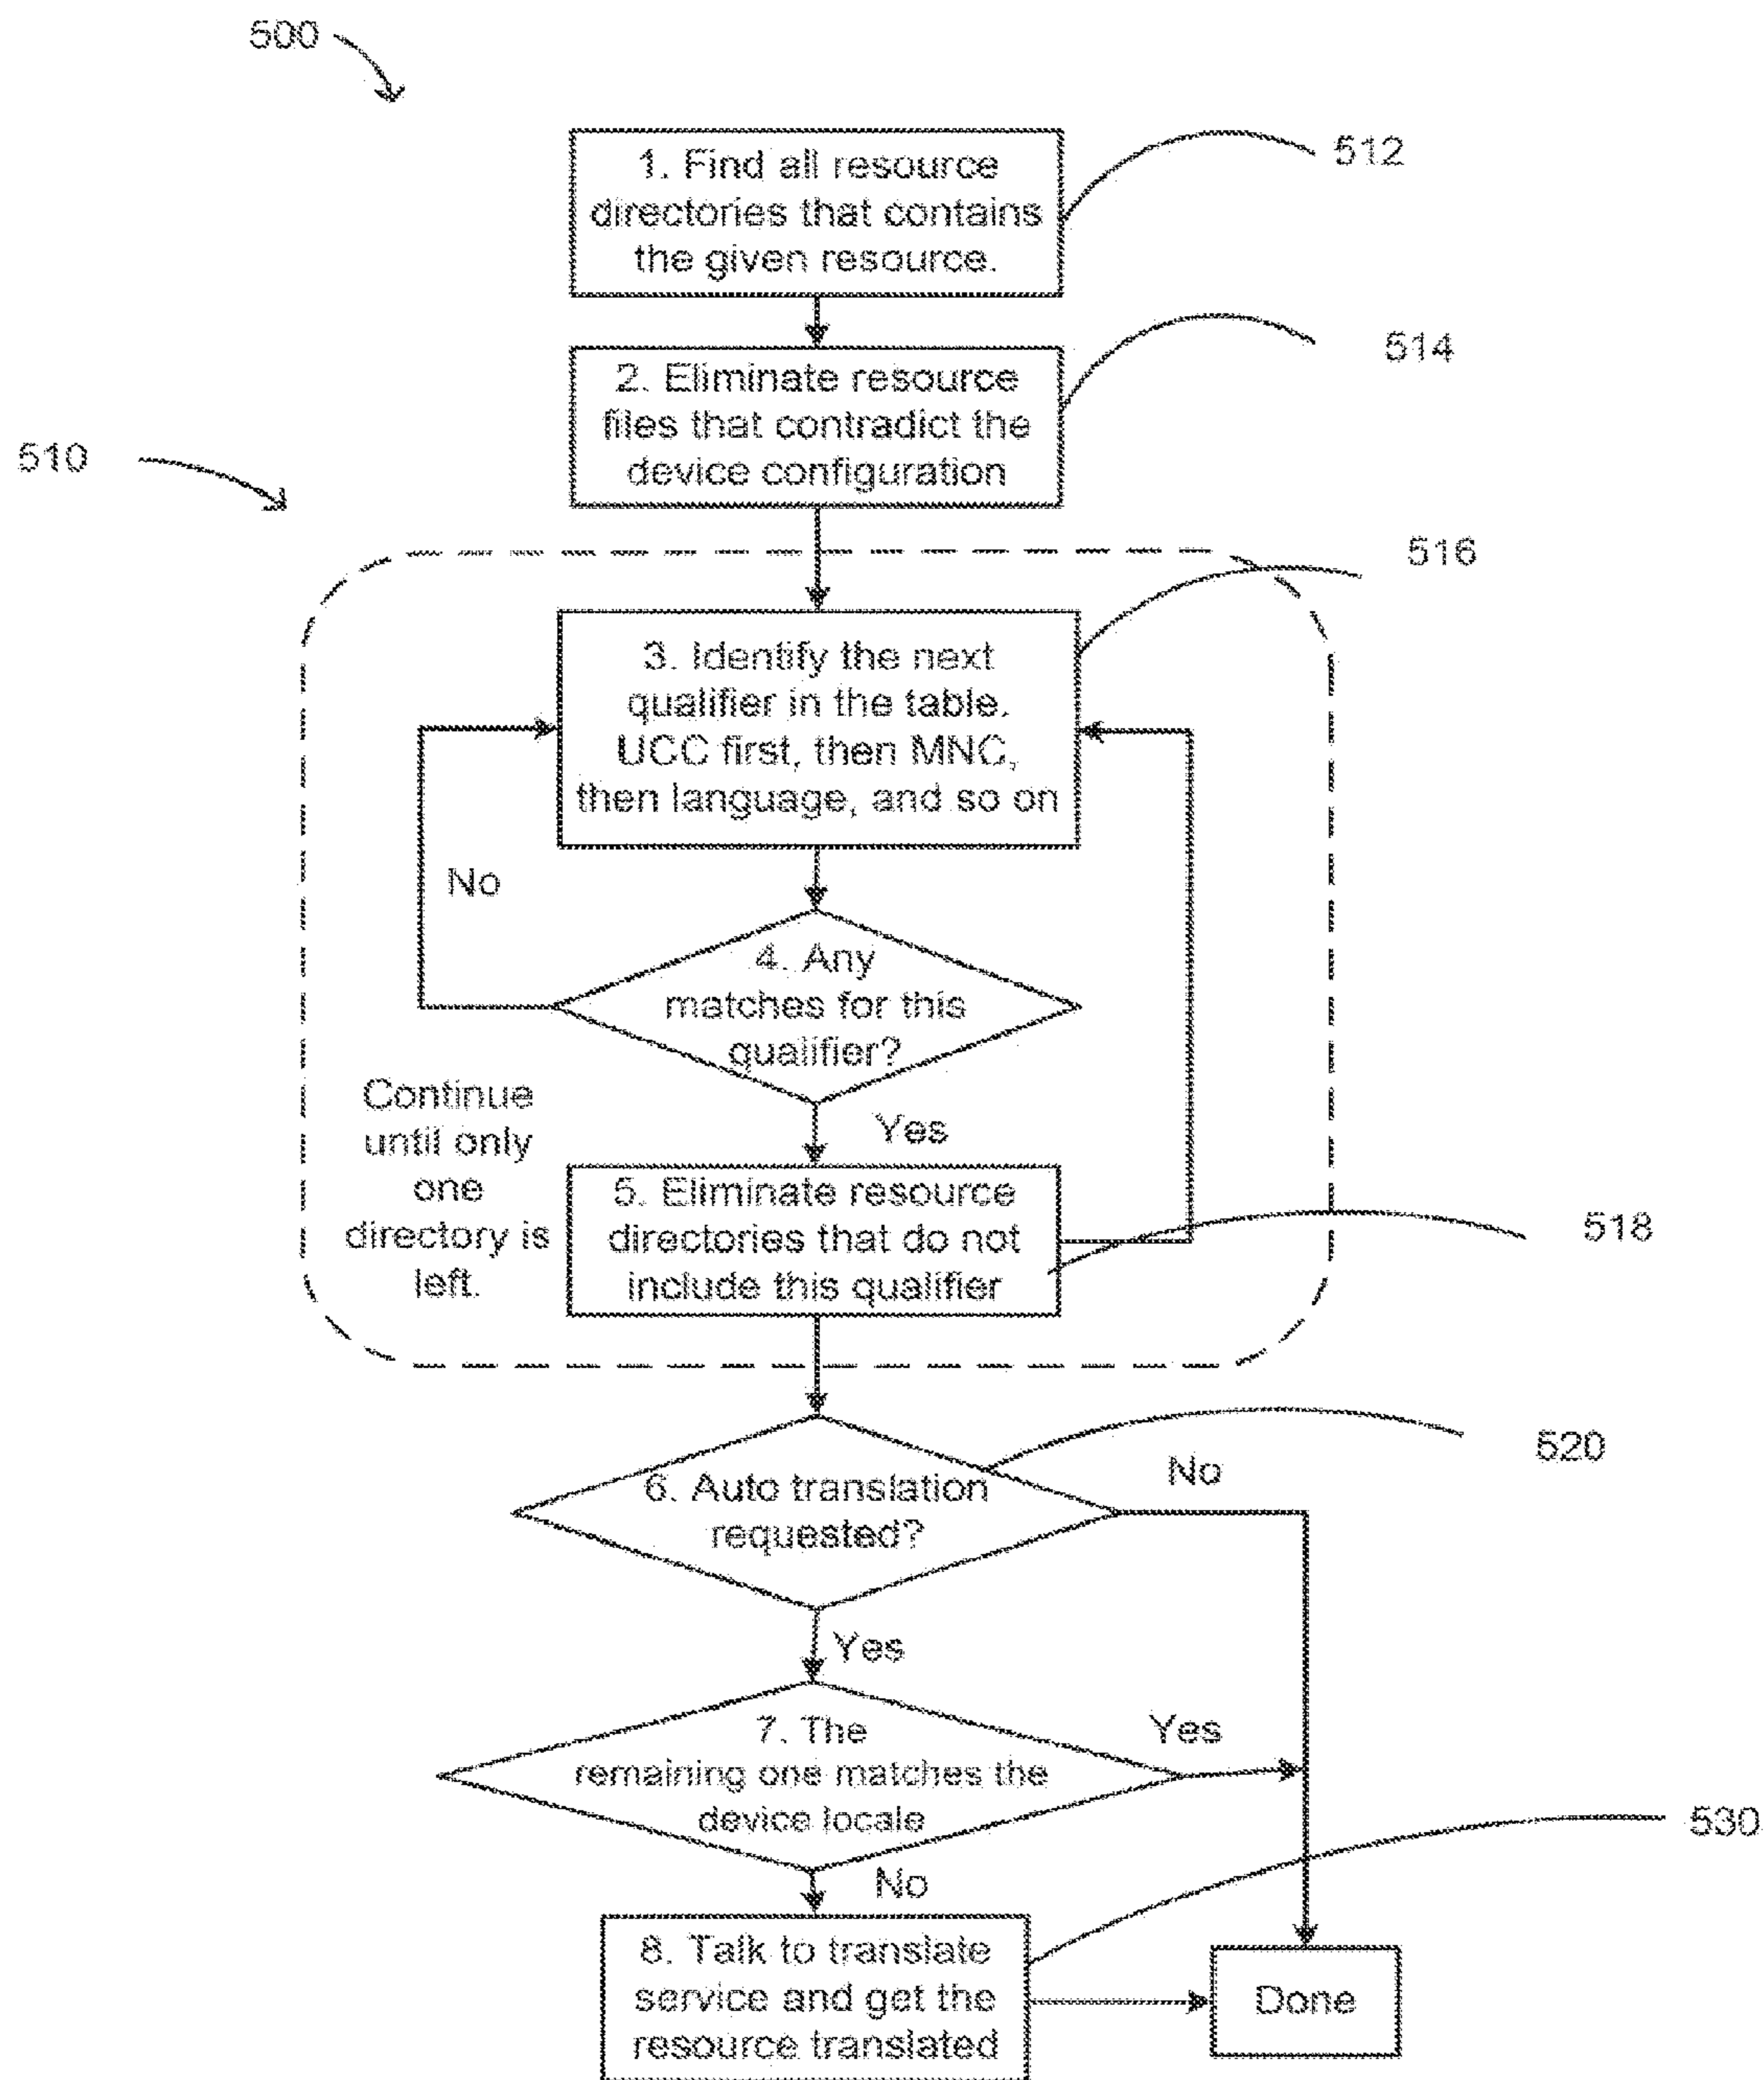 500
1. Find all resource
directories that contains
the given resource.
512
2. Eliminate resource
files that contradict the
device configuration
514
510
516
3. Identify the next
qualifier in the table.
UCC first, then MNC,
then language, and so on
No
4. Any
matches for this
qualifier?
Yes
Continue
until only
one
directory is
left.
5. Eliminate resource
directories that do not
include this qualifier
518
6. Auto translation
requested?
520
No
Yes
7. The
remaining one matches the
device locale
Yes
530
No
8. Talk to translate
service and get the
resource translated
Done